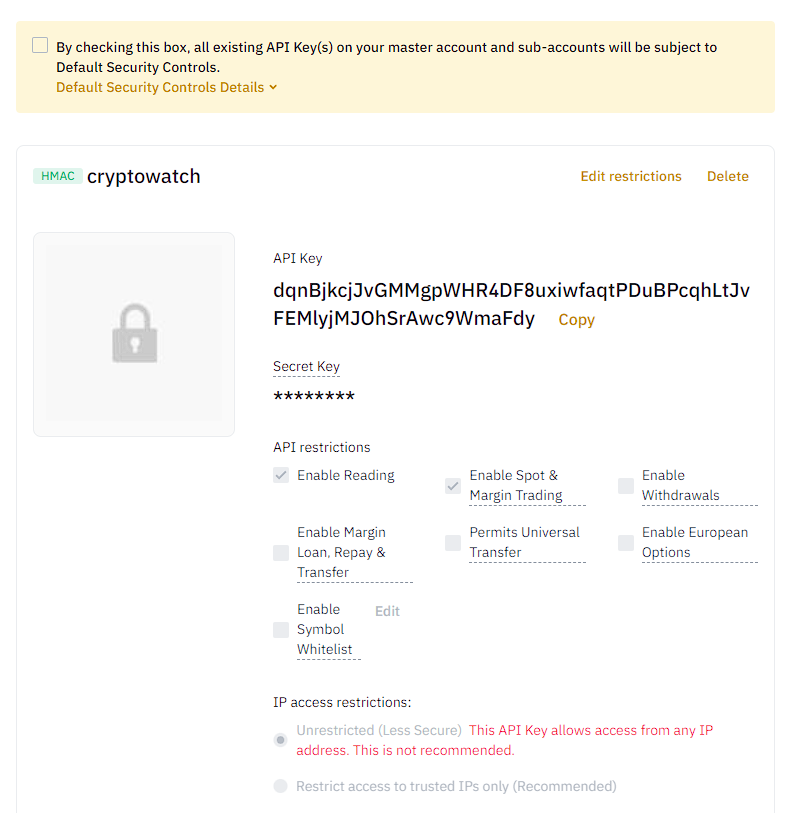 By checking this box, all existing API Key(s) on your master account and sub-accounts will be subject to
Default Security Controls.
Default Security Controls Details
HMAC cryptowatch
Edit restrictions Delete
API Key
dqnBjkcjJvGMMgpWHR4DF8uxiwfaqtPDuBPcqhLtJv
FEMlyjMJOhSrAwc9WmaFdy Copy
Secret Key
********
API restrictions
Enable Reading
Enable Spot &
Margin Trading
Enable
Withdrawals
Enable Margin
Loan, Repay &
Transfer
Permits Universal
Transfer
Enable European
Options
Enable
Symbol
Whitelist
Edit
IP access restrictions:
Unrestricted (Less Secure) This API Key allows access from any IP
address. This is not recommended.
Restrict access to trusted IPs only (Recommended)